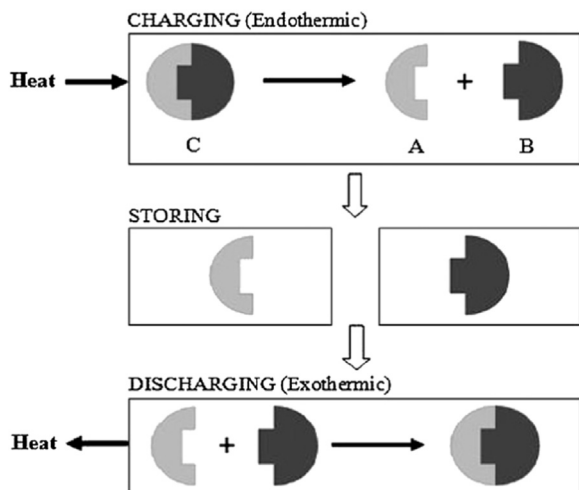 CHARGING (Endothermic)
Heat
+
C
A
B
STORING
DISCHARGING (Exothermic)
Heat
+